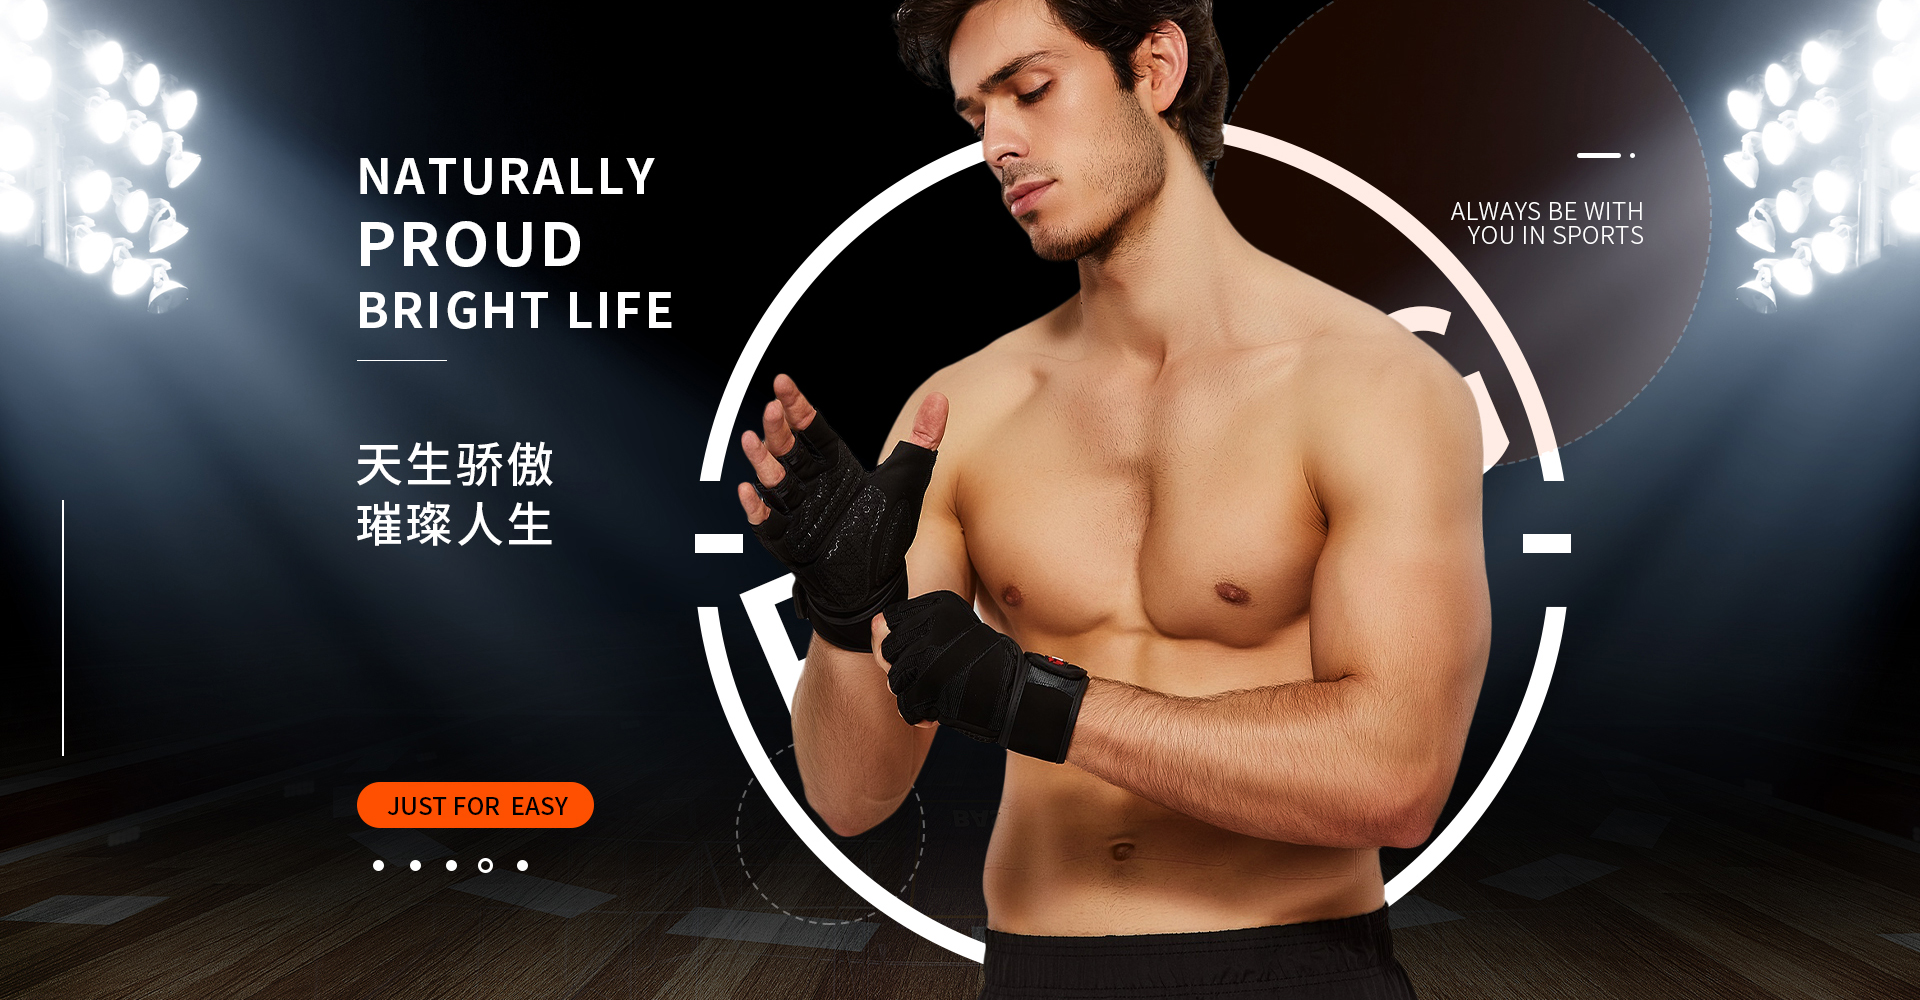 NATURALLY
PROUD
BRIGHT LIFE
天生骄傲
璀璨人生
JUST FOR EASY
ALWAYS BE WITH
YOU IN SPORTS